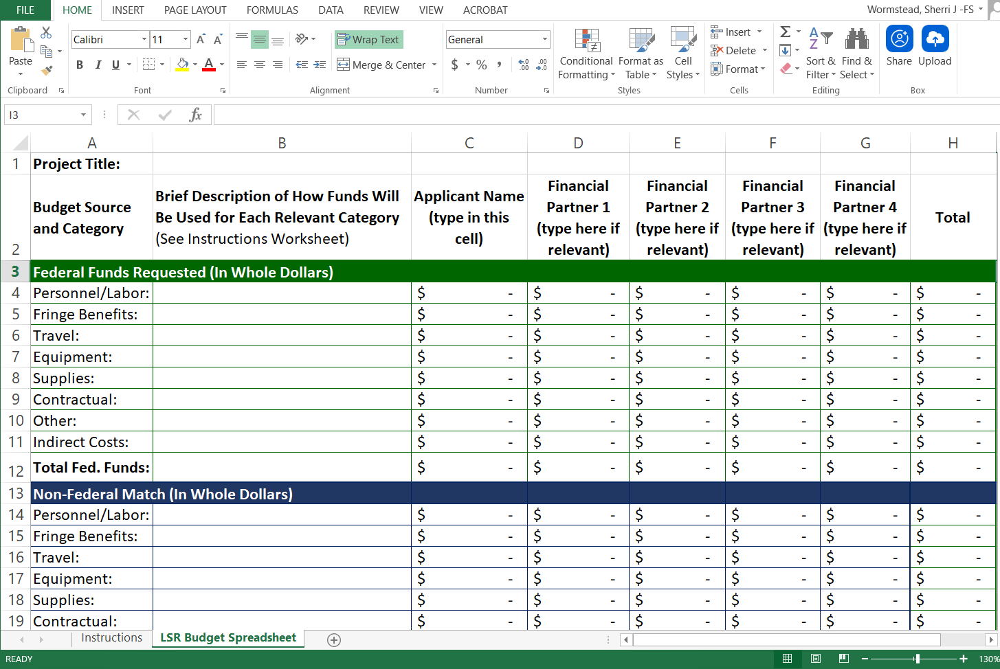 FILE HOME INSERT PAGE LAYOUT FORMULAS DATA REVIEW VIEW ACROBAT Wormstead, Sherri J -FS
Calibri 11 Wrap Text General Insert
Paste Conditional Format as Cell Delete Sort & Find & Share Upload
B I U Merge & Center $ % , Formatting Table Styles Format Filter Select
Clipboard Font Alignment Number Styles Cells Editing Box
I3 fx
A B C D E F G H
1 Project Title:
2 Budget Source and Category
Brief Description of How Funds Will
Be Used for Each Relevant Category
(See Instructions Worksheet)
Applicant Name
(type in this
cell)
Financial
Partner 1
(type here if
relevant)
Financial
Partner 2
(type here if
relevant)
Financial
Partner 3
(type here if
relevant)
Financial
Partner 4
(type here if
relevant)
Total
3 Federal Funds Requested (In Whole Dollars)
4 Personnel/Labor: $ - $ - $ - $ - $ - $ -
5 Fringe Benefits: $ - $ - $ - $ - $ - $ -
6 Travel: $ - $ - $ - $ - $ - $ -
7 Equipment: $ - $ - $ - $ - $ - $ -
8 Supplies: $ - $ - $ - $ - $ - $ -
9 Contractual: $ - $ - $ - $ - $ - $ -
10 Other: $ - $ - $ - $ - $ - $ -
11 Indirect Costs: $ - $ - $ - $ - $ - $ -
12 Total Fed. Funds: $ - $ - $ - $ - $ - $ -
13 Non-Federal Match (In Whole Dollars)
14 Personnel/Labor: $ - $ - $ - $ - $ - $ -
15 Fringe Benefits: $ - $ - $ - $ - $ - $ -
16 Travel: $ - $ - $ - $ - $ - $ -
17 Equipment: $ - $ - $ - $ - $ - $ -
18 Supplies: $ - $ - $ - $ - $ - $ -
19 Contractual: $ - $ - $ - $ - $ - $ -
Instructions LSR Budget Spreadsheet
READY 130%